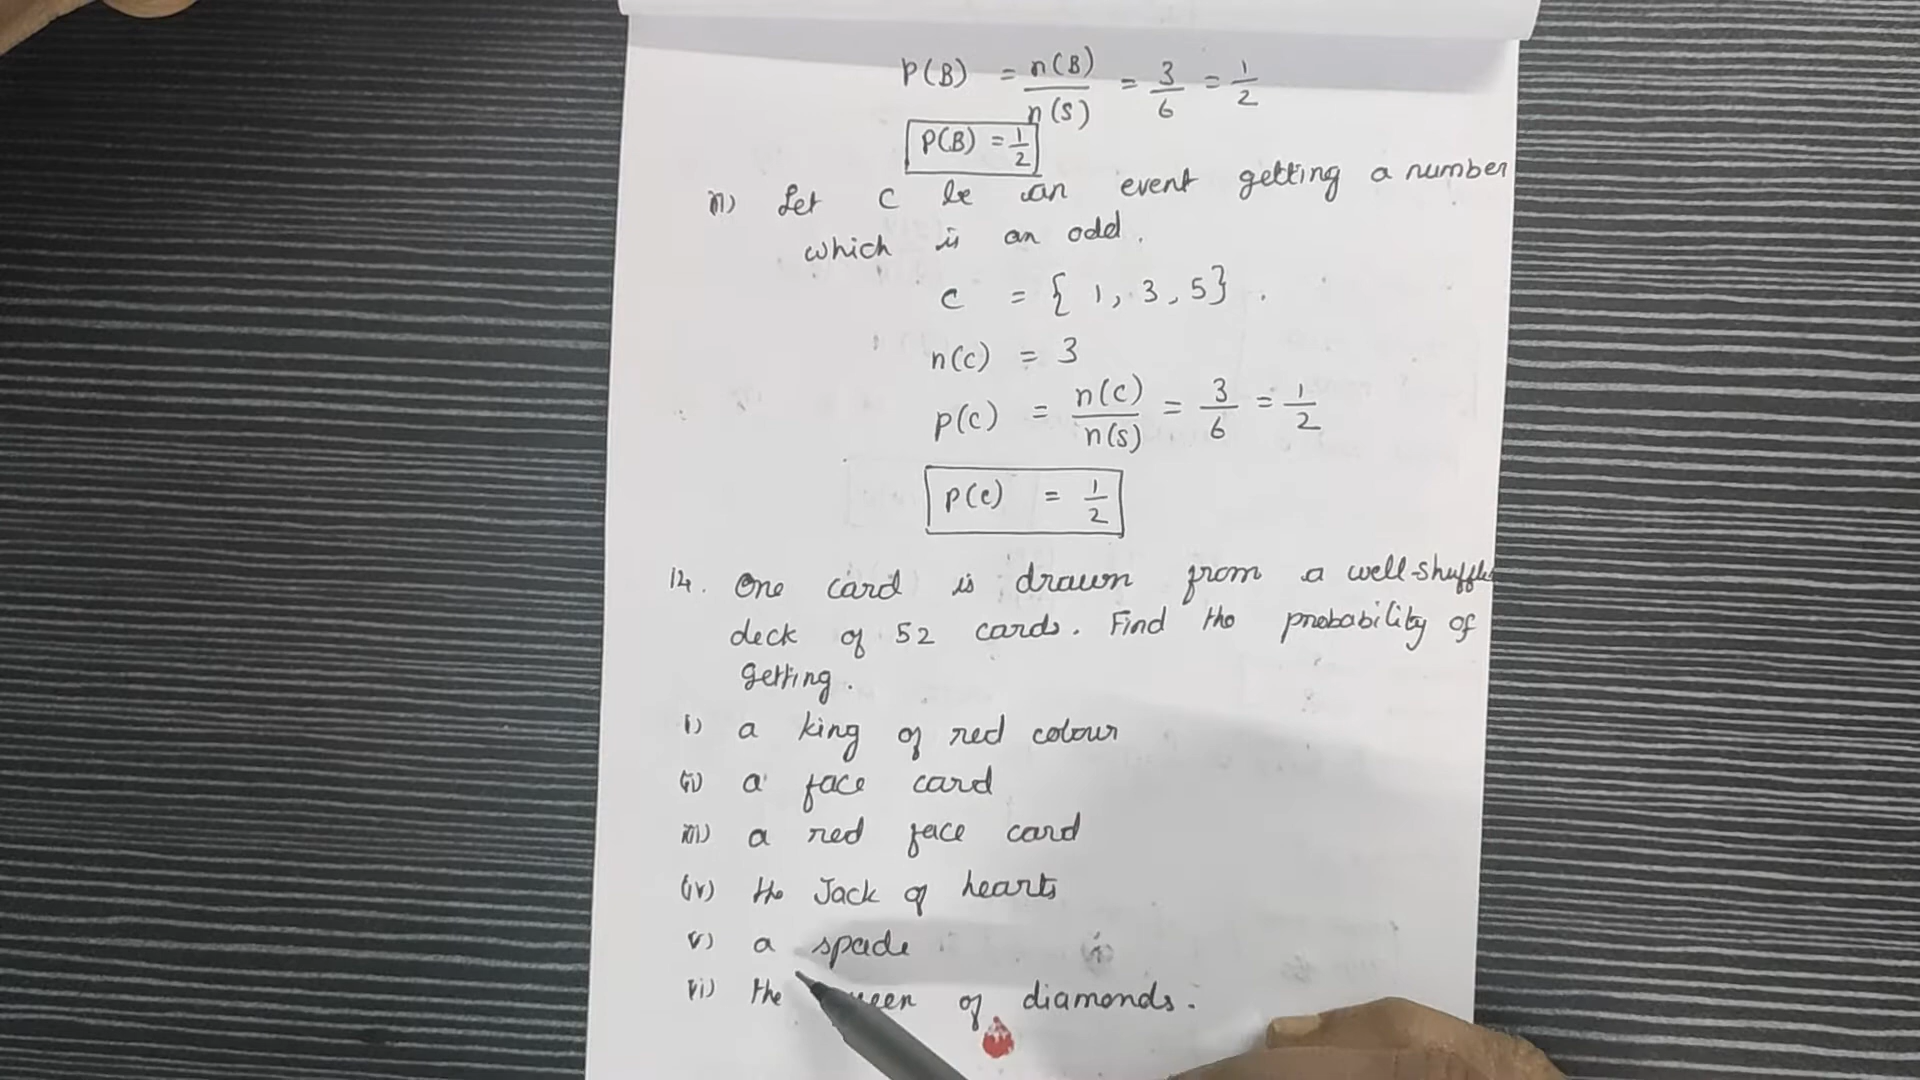 P(B) = n(B)/n(S) = 3/6 = 1/2
P(B) = 1/2
iii) Let C be an event getting a number
which is an odd.
C = { 1, 3, 5} .
n(c) = 3
p(c) = n(c)/n(s) = 3/6 = 1/2
p(c) = 1/2
14. One card is drawn from a well-shuffled
deck of 52 cards. Find the probability of
getting.
i) a king of red colour
(ii) a face card
iii) a red face card
(iv) the Jack of hearts
v) a spade
vi) the of diamonds.